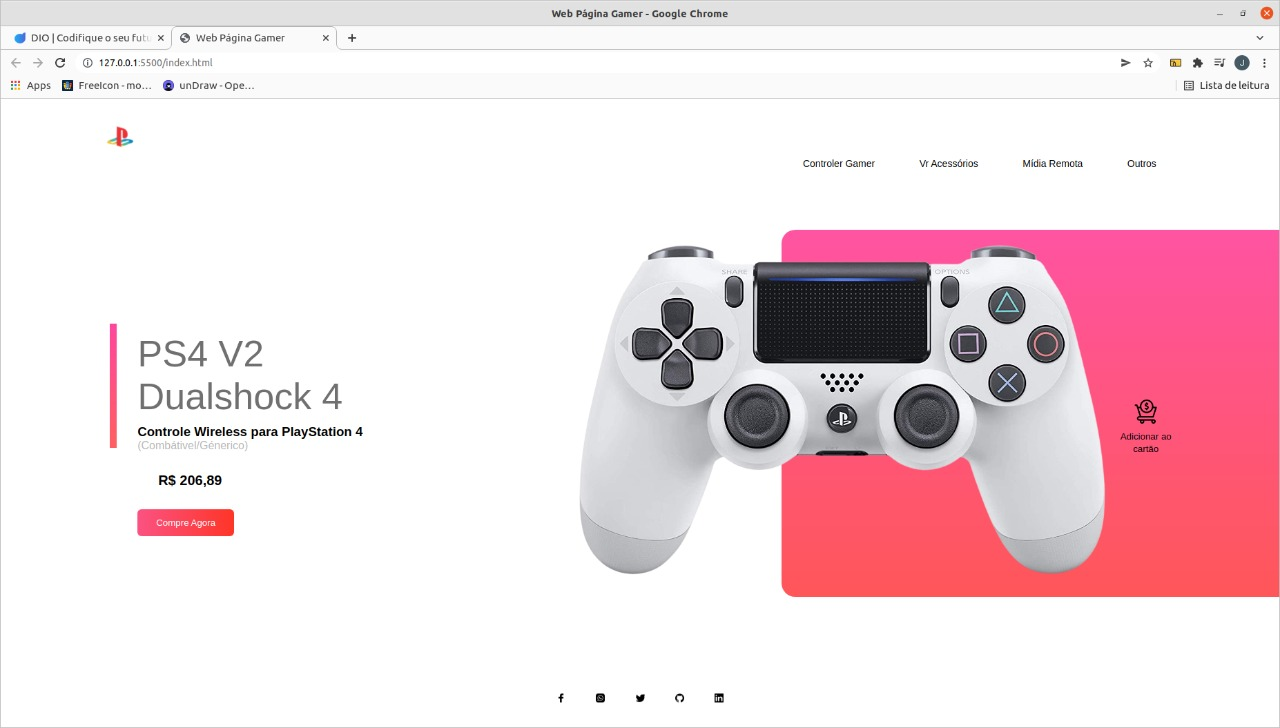 Web Página Gamer - Google Chrome
DIO | Codifique o seu futu
Web Página Gamer
127.0.0.1:5500/index.html
J
Apps
FreeIcon - mo…
unDraw - Ope…
Lista de leitura
Controler Gamer
Vr Acessórios
Mídia Remota
Outros
SHARE
OPTIONS
PS4 V2
Dualshock 4
Controle Wireless para PlayStation 4
(Combátivel/Génerico)
R$ 206,89
Compre Agora
Adicionar ao
cartão